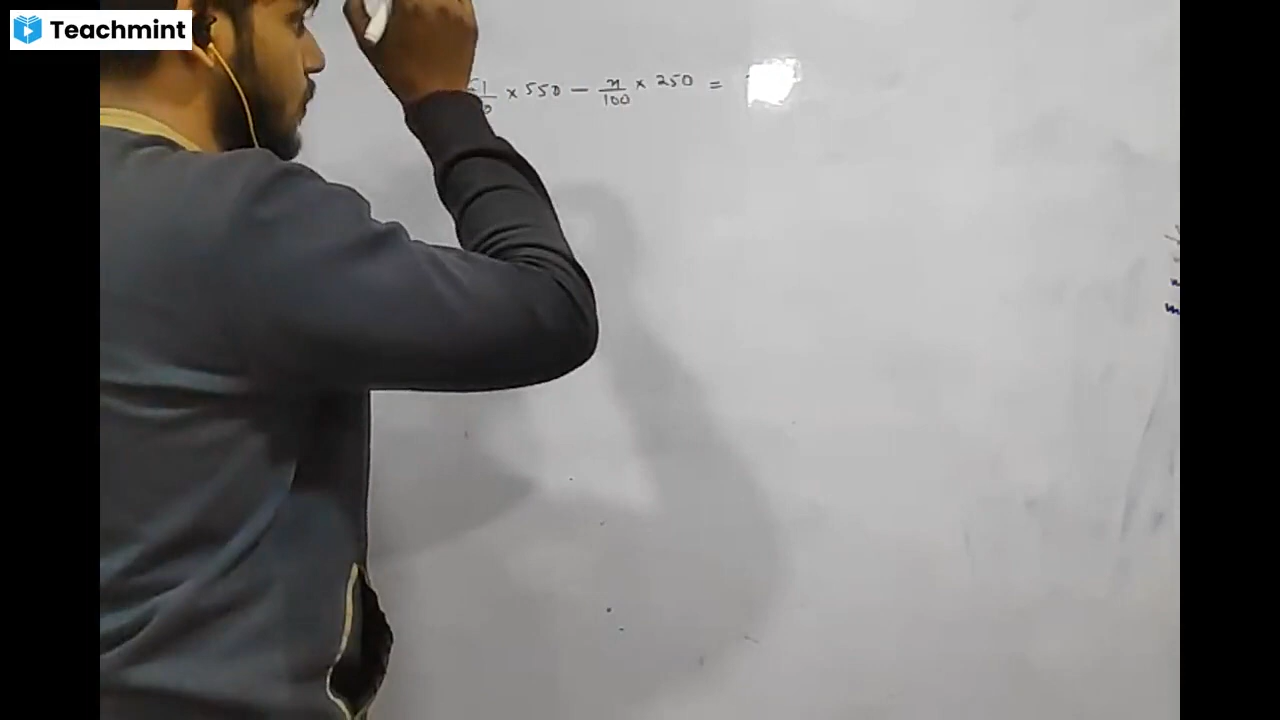 Teachmint
× 550 — x/100 × 250 =